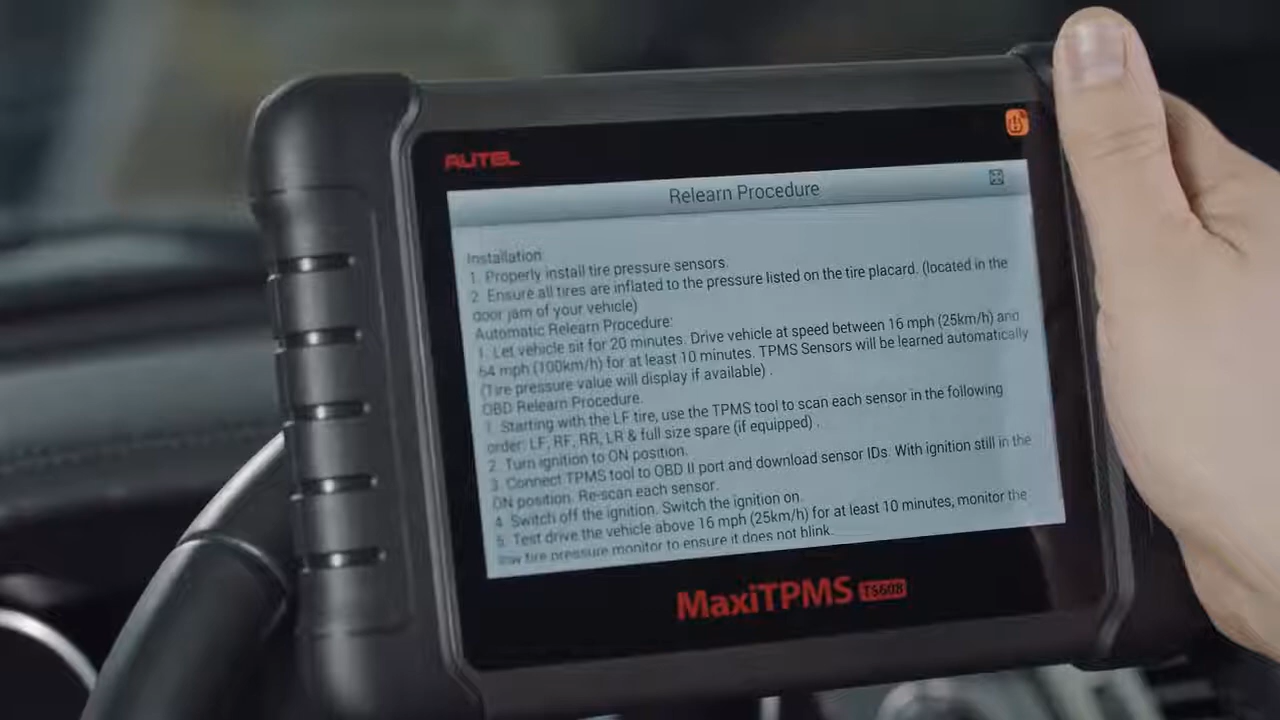 AUTEL
Relearn Procedure
Installation:
1. Properly install tire pressure sensors.
2. Ensure all tires are inflated to the pressure listed on the tire placard. (located in the
door jam of your vehicle)
Automatic Relearn Procedure:
1. Let vehicle sit for 20 minutes. Drive vehicle at speed between 16 mph (25km/h) and
64 mph (100km/h) for at least 10 minutes. TPMS Sensors will be learned automatically
(Tire pressure value will display if available) .
OBD Relearn Procedure.
1. Starting with the LF tire, use the TPMS tool to scan each sensor in the following
order: LF, RF, RR, LR & full size spare (if equipped) .
2. Turn ignition to ON position.
3. Connect TPMS tool to OBD II port and download sensor IDs. With ignition still in the
ON position. Re-scan each sensor.
4. Switch off the ignition. Switch the ignition on.
5. Test drive the vehicle above 16 mph (25km/h) for at least 10 minutes, monitor the
low tire pressure monitor to ensure it does not blink.
MaxiTPMS TS608